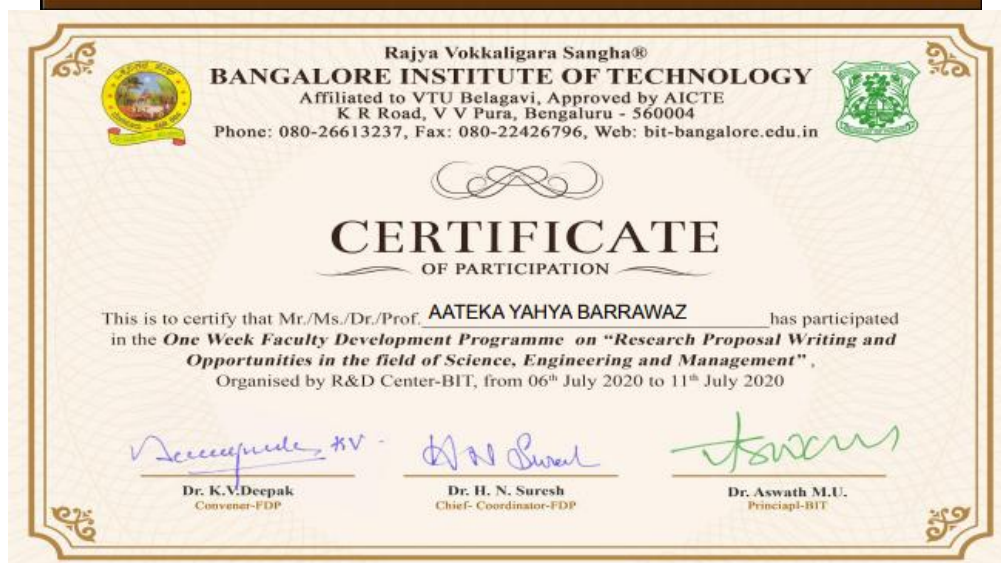 Rajya Vokkaligara Sangha®
BANGALORE INSTITUTE OF TECHNOLOGY
Affiliated to VTU Belagavi, Approved by AICTE
K R Road, V V Pura, Bengaluru - 560004
Phone: 080-26613237, Fax: 080-22426796, Web: bit-bangalore.edu.in
CERTIFICATE
OF PARTICIPATION
This is to certify that Mr./Ms./Dr./Prof. AATEKA YAHYA BARRAWAZ has participated
in the One Week Faculty Development Programme on “Research Proposal Writing and
Opportunities in the field of Science, Engineering and Management” ,
Organised by R&D Center-BIT, from 06th July 2020 to 11th July 2020
Dr. K.V.Deepak
Convener-FDP
Dr. H. N. Suresh
Chief- Coordinator-FDP
Dr. Aswath M.U.
Princiapl-BIT